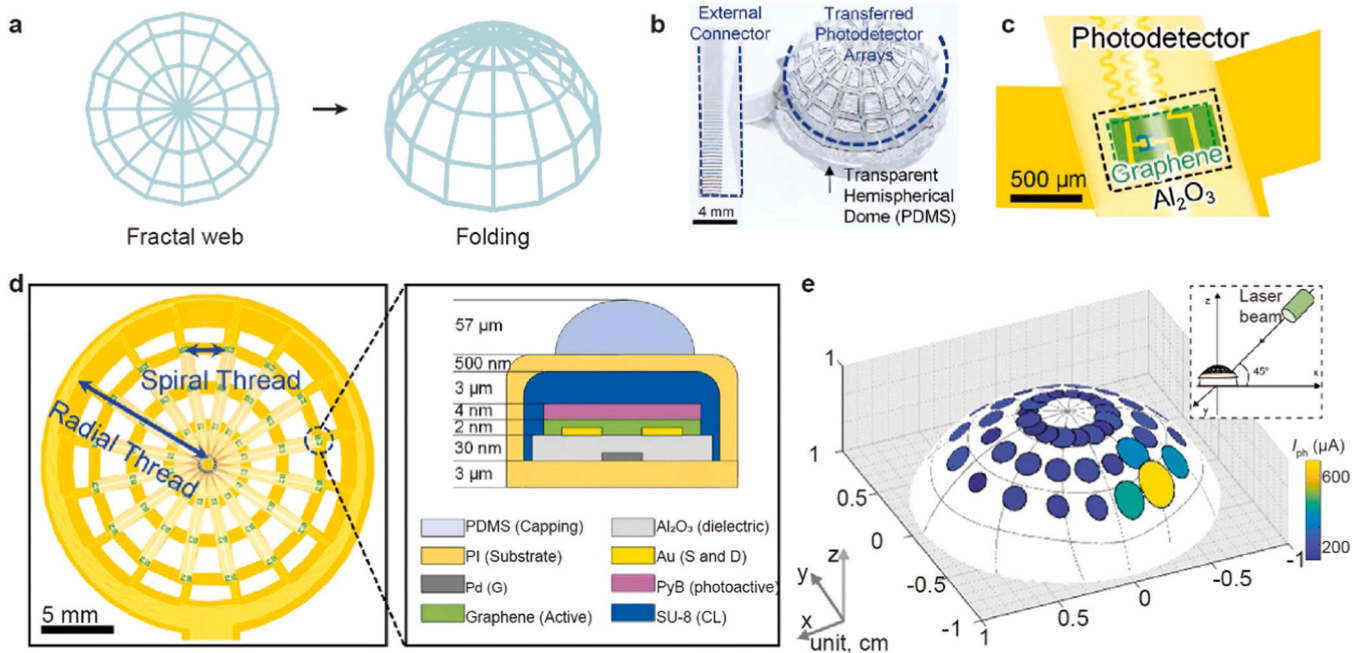 a
Fractal web
Folding
b
External
Connector
Transferred
Photodetector
Arrays
Transparent
Hemispherical
Dome (PDMS)
4 mm
c
Photodetector
Graphene
Al₂O₃
500 µm
d
Spiral Thread
Radial Thread
5 mm
57 µm
500 nm
3 µm
4 nm
2 nm
30 nm
3 µm
PDMS (Capping)
Al₂O₃ (dielectric)
PI (Substrate)
Au (S and D)
Pd (G)
PyB (photoactive)
Graphene (Active)
SU-8 (CL)
e
Laser
beam
z
45°
x
y
1
1
0.5
0
-0.5
-1
1
0.5
0
-0.5
-1
Iph (µA)
600
200
z
y
x
unit, cm